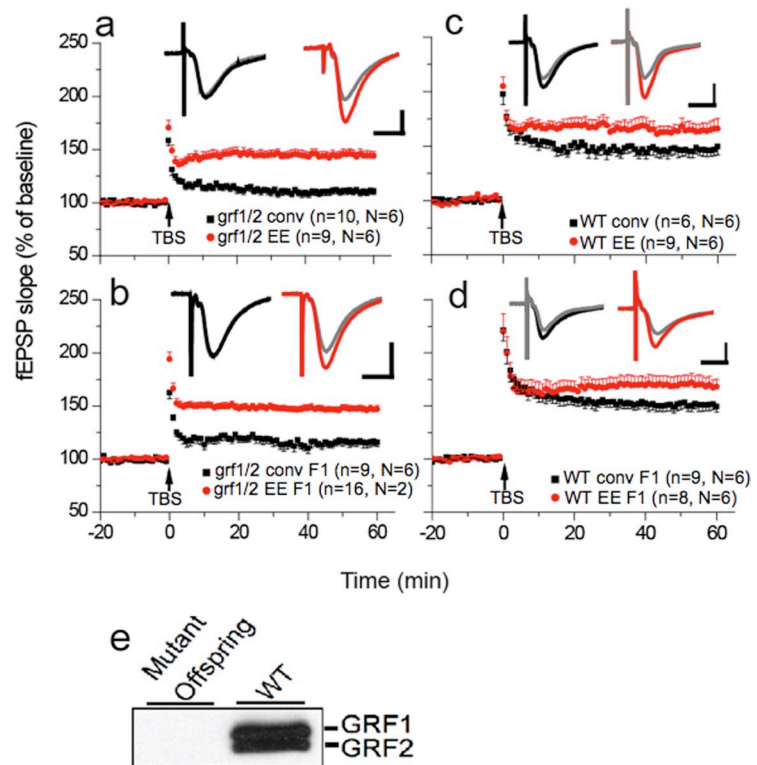 a
250
200
150
100
50
TBS
grf1/2 conv (n=10, N=6)
grf1/2 EE (n=9, N=6)
c
TBS
WT conv (n=6, N=6)
WT EE (n=9, N=6)
fEPSP slope (% of baseline)
b
250
200
150
100
50
TBS
grf1/2 conv F1 (n=9, N=6)
grf1/2 EE F1 (n=16, N=2)
-20
0
20
40
60
d
TBS
WT conv F1 (n=9, N=6)
WT EE F1 (n=8, N=6)
-20
0
20
40
60
Time (min)
e
Mutant
Offspring
WT
GRF1
GRF2